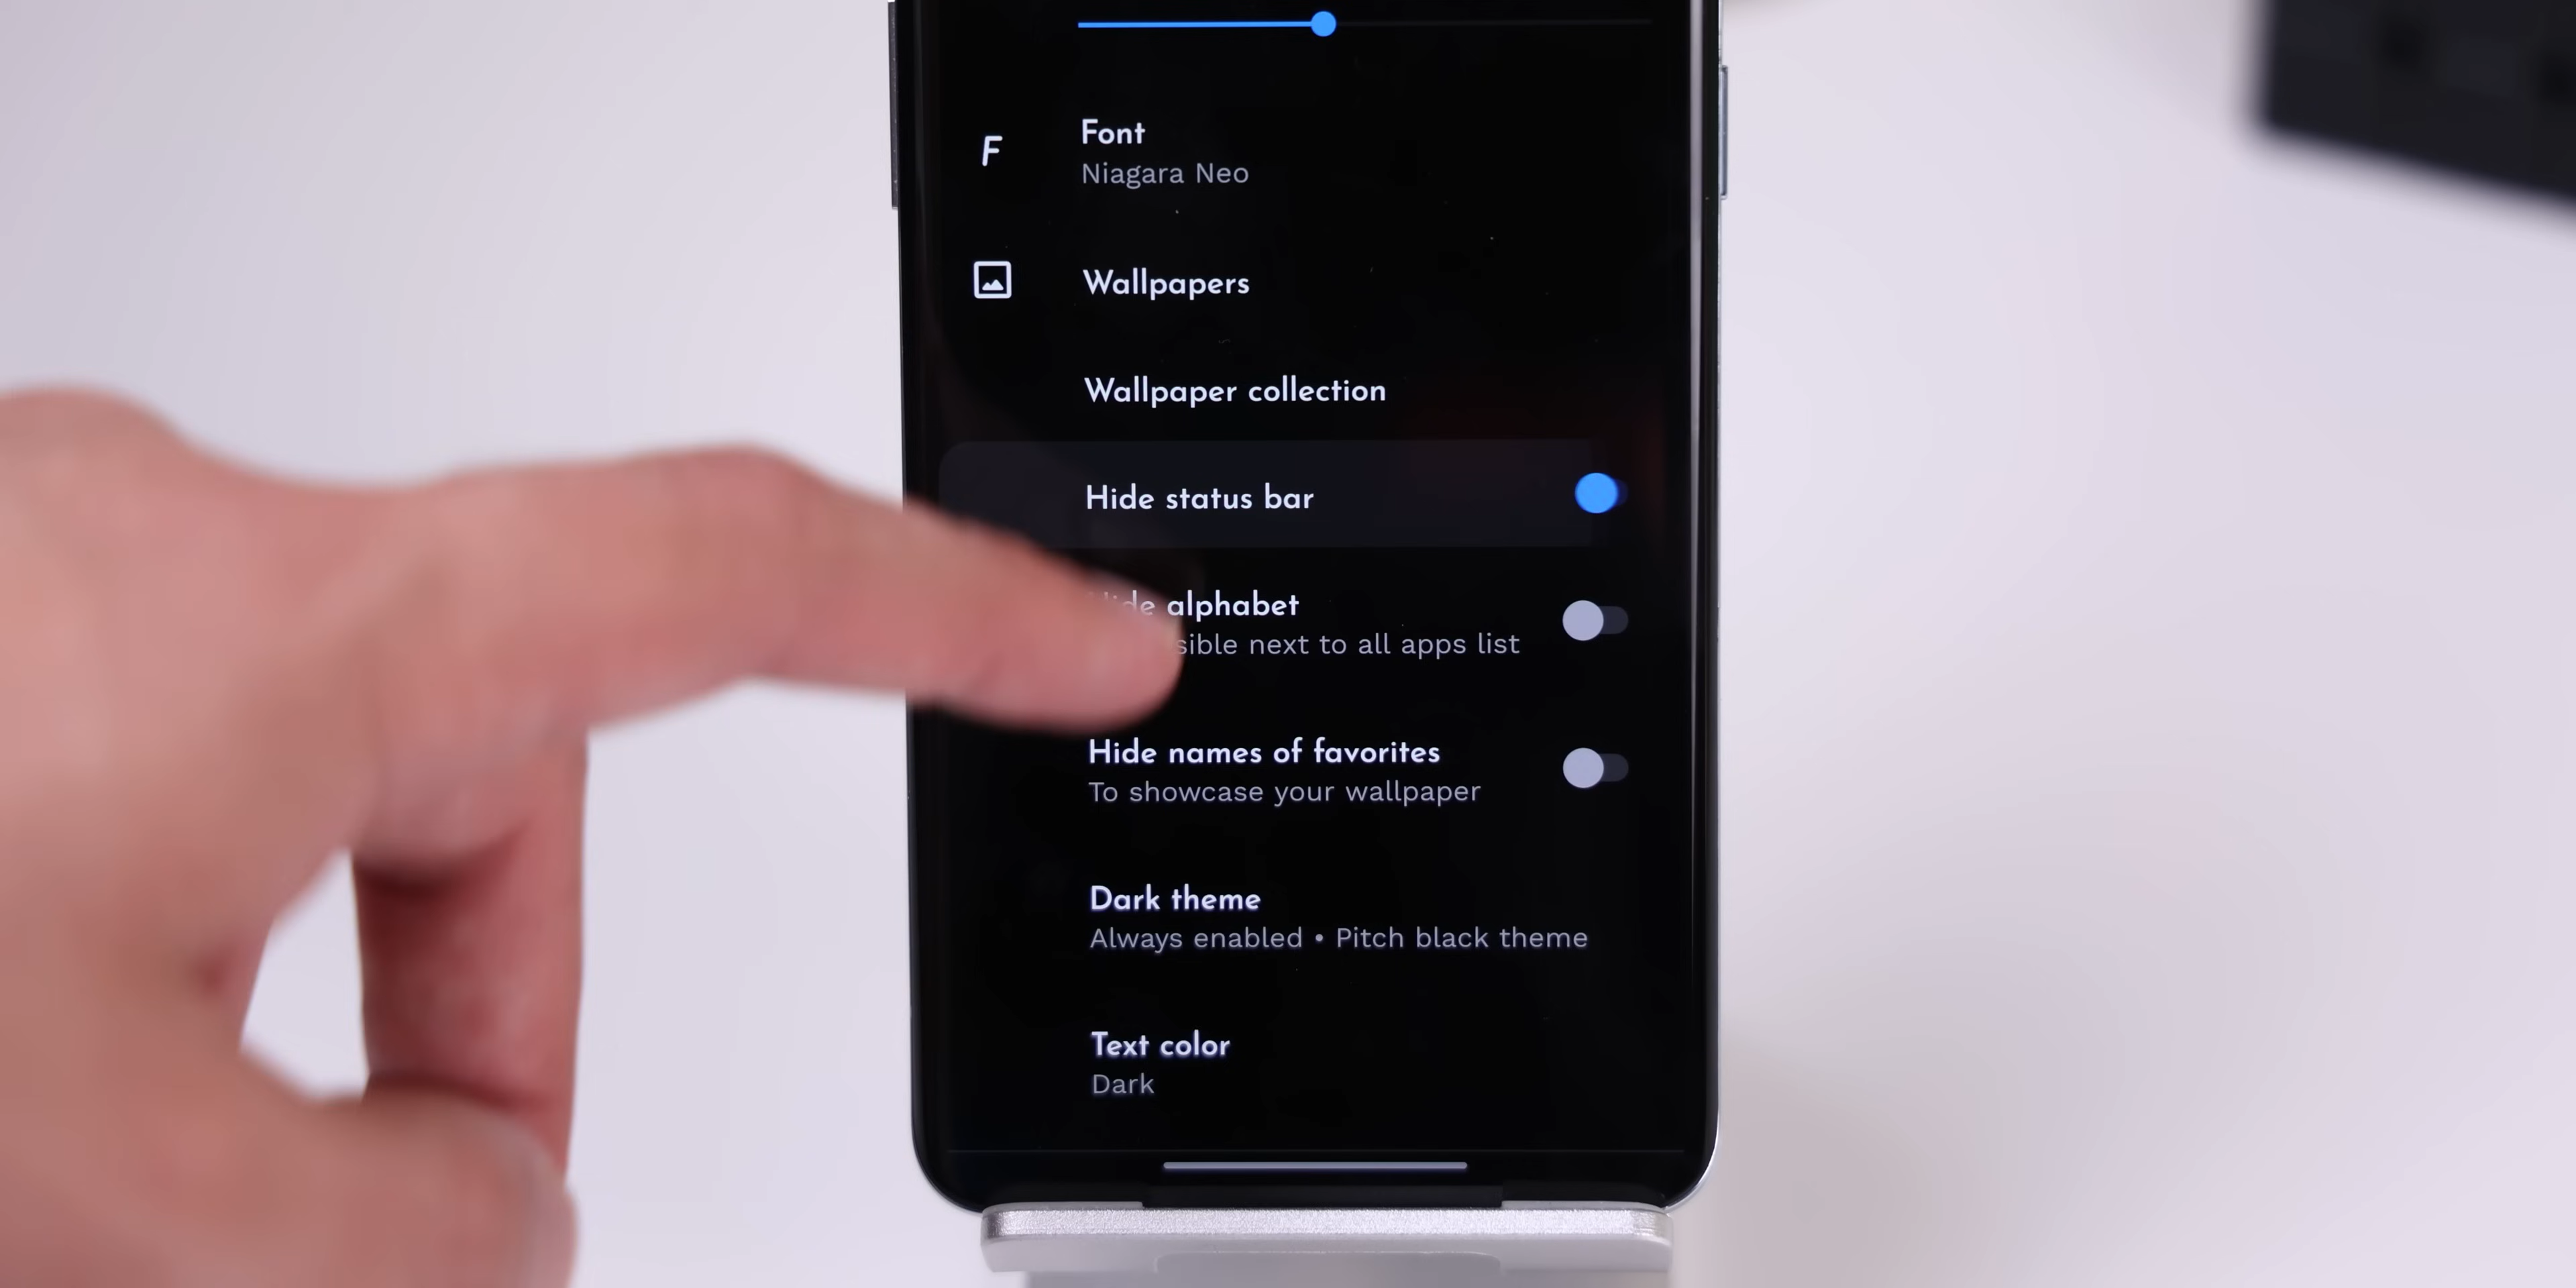 Font
Niagara Neo
Wallpapers
Wallpaper collection
Hide status bar
alphabet
next to all apps list
Hide names of favorites
To showcase your wallpaper
Dark theme
Always enabled • Pitch black theme
Text color
Dark